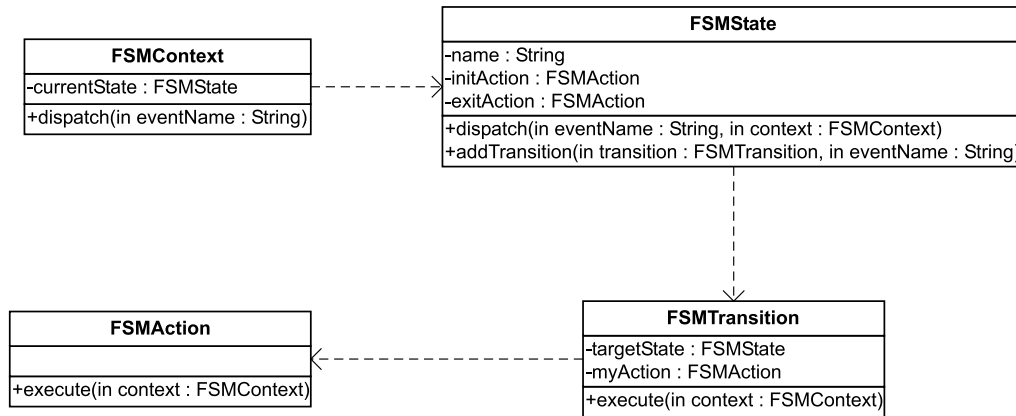 FSMContext
-currentState : FSMState
+dispatch(in eventName : String)
FSMState
-name : String
-initAction : FSMAction
-exitAction : FSMAction
+dispatch(in eventName : String, in context : FSMContext)
+addTransition(in transition : FSMTransition, in eventName : String)
FSMAction
+execute(in context : FSMContext)
FSMTransition
-targetState : FSMState
-myAction : FSMAction
+execute(in context : FSMContext)